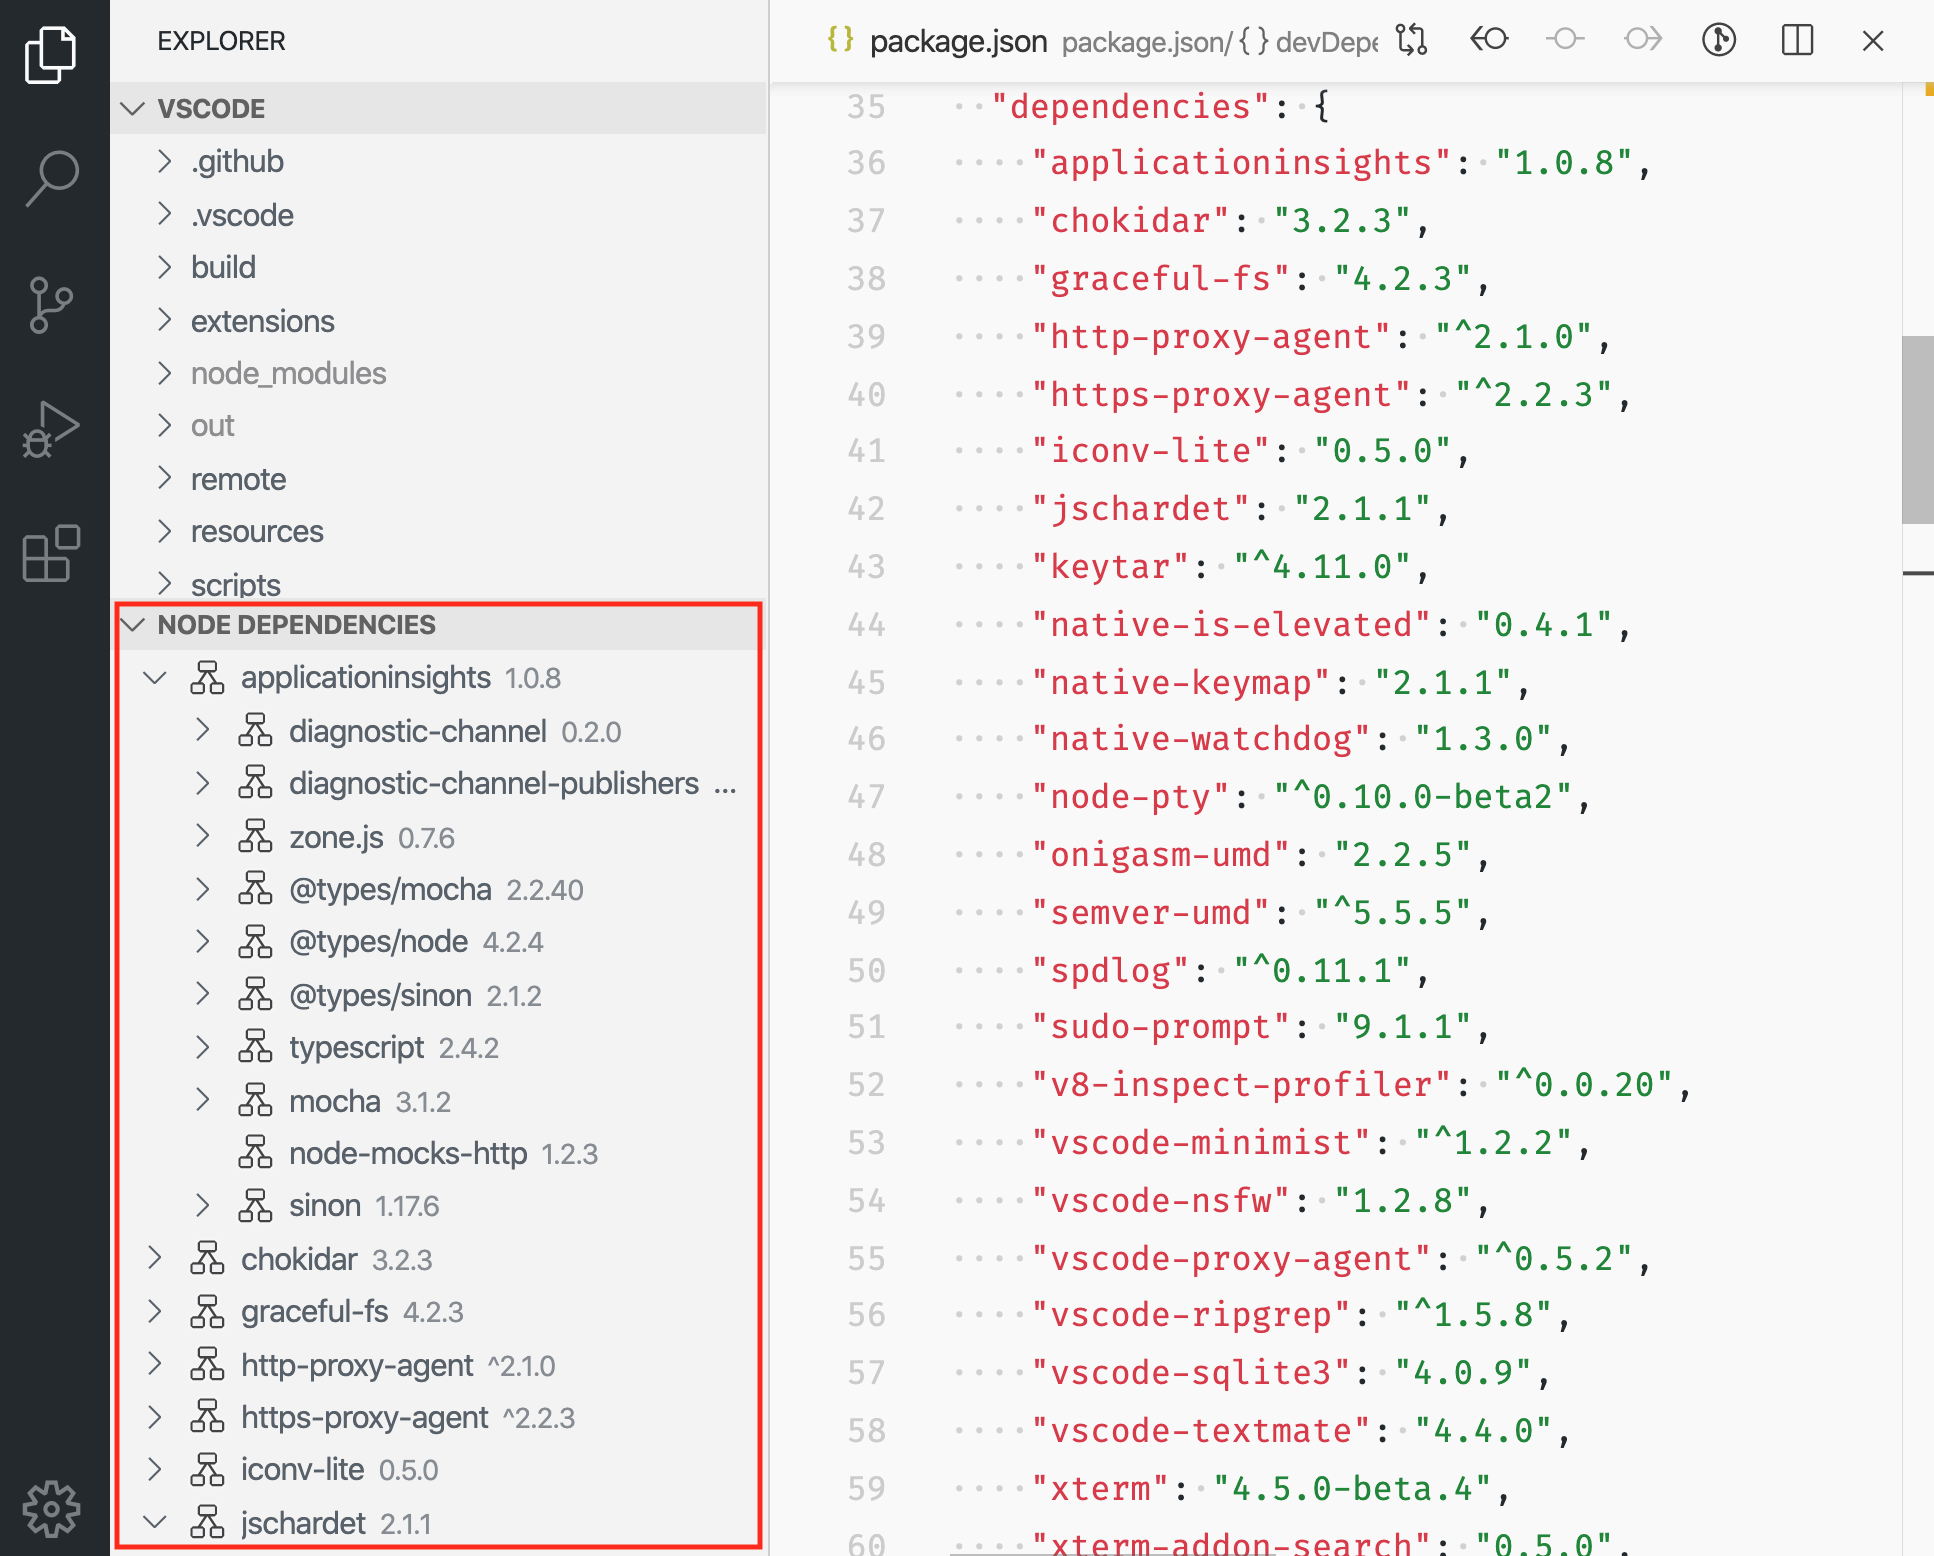 EXPLORER
VSCODE
.github
.vscode
build
extensions
node_modules
out
remote
resources
scripts
NODE DEPENDENCIES
applicationinsights 1.0.8
diagnostic-channel 0.2.0
diagnostic-channel-publishers ...
zone.js 0.7.6
@types/mocha 2.2.40
@types/node 4.2.4
@types/sinon 2.1.2
typescript 2.4.2
mocha 3.1.2
node-mocks-http 1.2.3
sinon 1.17.6
chokidar 3.2.3
graceful-fs 4.2.3
http-proxy-agent ^2.1.0
https-proxy-agent ^2.2.3
iconv-lite 0.5.0
jschardet 2.1.1
{} package.json package.json/{} devDepe
35 ··"dependencies":·{
36 ····"applicationinsights":·"1.0.8",
37 ····"chokidar":·"3.2.3",
38 ····"graceful-fs":·"4.2.3",
39 ····"http-proxy-agent":·"^2.1.0",
40 ····"https-proxy-agent":·"^2.2.3",
41 ····"iconv-lite":·"0.5.0",
42 ····"jschardet":·"2.1.1",
43 ····"keytar":·"^4.11.0",
44 ····"native-is-elevated":·"0.4.1",
45 ····"native-keymap":·"2.1.1",
46 ····"native-watchdog":·"1.3.0",
47 ····"node-pty":·"^0.10.0-beta2",
48 ····"onigasm-umd":·"2.2.5",
49 ····"semver-umd":·"^5.5.5",
50 ····"spdlog":·"^0.11.1",
51 ····"sudo-prompt":·"9.1.1",
52 ····"v8-inspect-profiler":·"^0.0.20",
53 ····"vscode-minimist":·"^1.2.2",
54 ····"vscode-nsfw":·"1.2.8",
55 ····"vscode-proxy-agent":·"^0.5.2",
56 ····"vscode-ripgrep":·"^1.5.8",
57 ····"vscode-sqlite3":·"4.0.9",
58 ····"vscode-textmate":·"4.4.0",
59 ····"xterm":·"4.5.0-beta.4",
60 ····"xterm-addon-search":·"0.5.0",